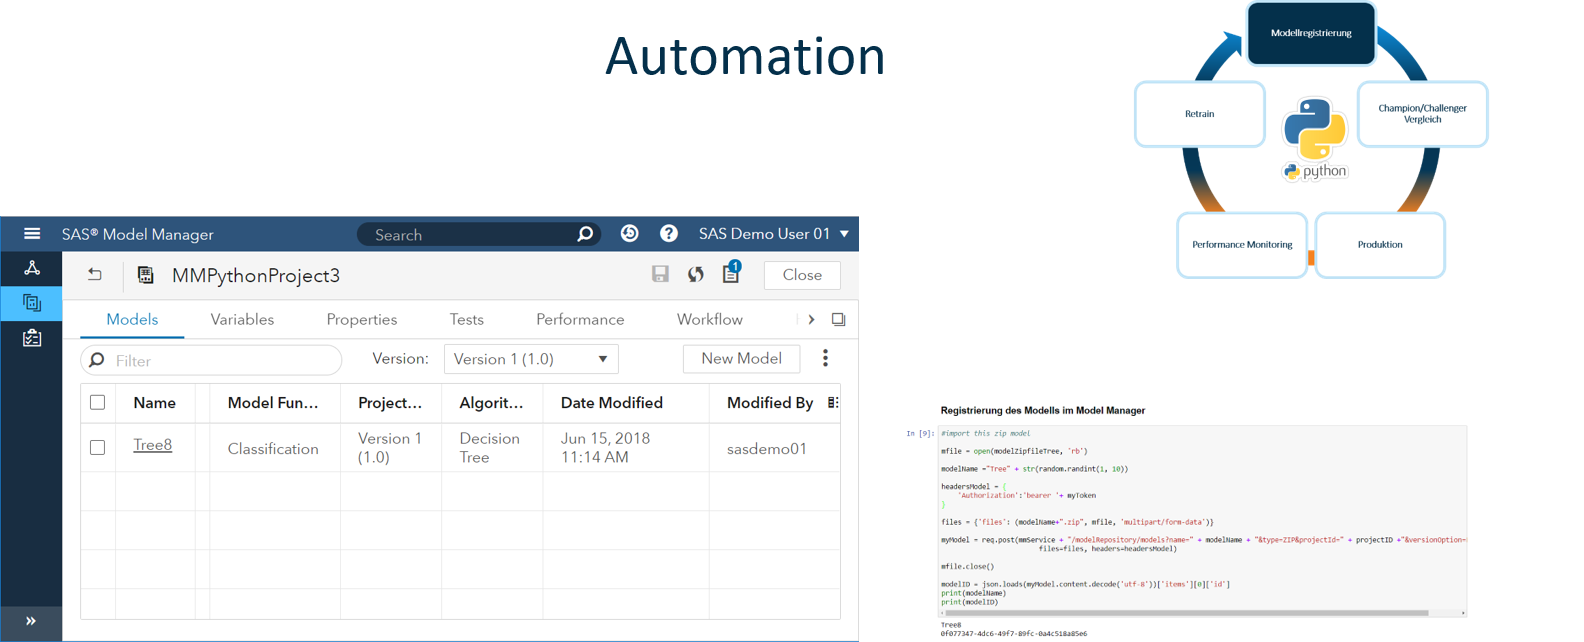 Automation
Modellregistrierung
Retrain
Champion/Challenger
Vergleich
python
Performance Monitoring
Produktion
SAS® Model Manager
Search
SAS Demo User 01
MMPythonProject3
1
Close
Models Variables Properties Tests Performance Workflow
Filter
Version:
Version 1 (1.0)
New Model
Name Model Fun... Project... Algorit... Date Modified Modified By
Tree8 Classification Version 1 Decision Jun 15, 2018 sasdemo01
(1.0) Tree 11:14 AM
Registrierung des Modells im Model Manager
In [9]: #import this zip model
mfile = open(modelZipfileTree, 'rb')
modelName ="Tree" + str(random.randint(1, 10))
headersModel = {
'Authorization':'bearer '+ myToken
}
files = {'files': (modelName+".zip", mfile, 'multipart/form-data')}
myModel = req.post(mmService + "/modelRepository/models?name=" + modelName + "&type=ZIP&projectId=" + projectID +"&versionOption=
files=files, headers=headersModel)
mfile.close()
modelID = json.loads(myModel.content.decode('utf-8'))['items'][0]['id']
print(modelName)
print(modelID)
Tree8
0f077347-4dc6-49f7-89fc-0a4c518a85e6